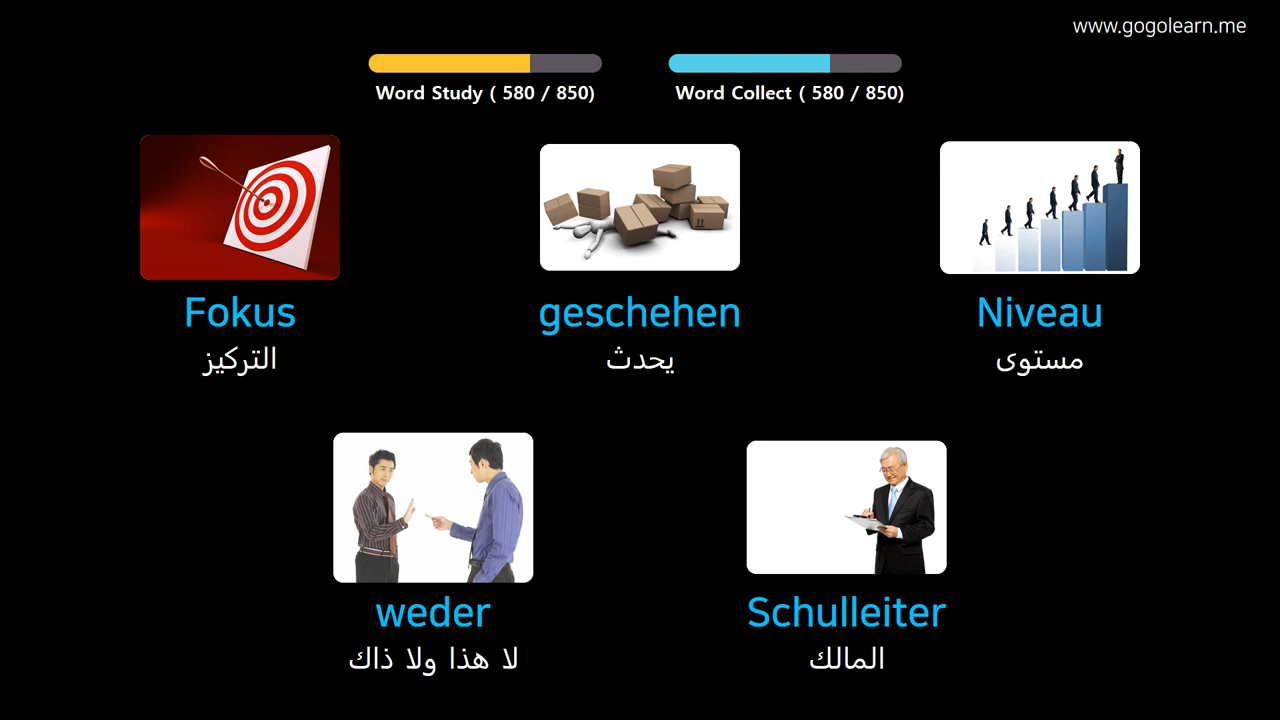 www.gogolearn.me
Word Study ( 580 / 850)
Word Collect ( 580 / 850)
Fokus
التركيز
geschehen
يحدث
Niveau
مستوى
weder
لا هذا ولا ذاك
Schulleiter
المالك